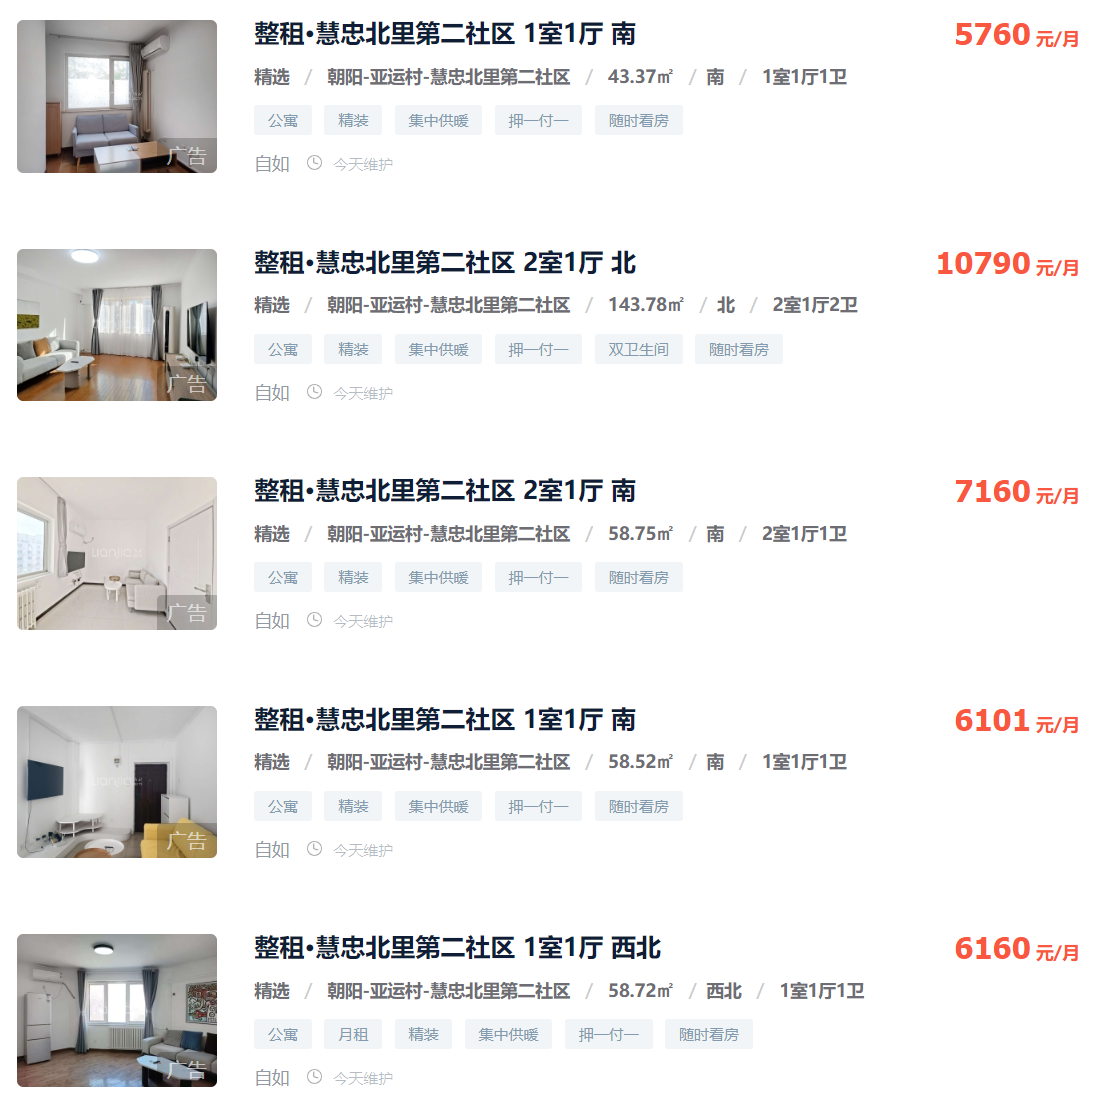 整租·慧忠北里第二社区 1室1厅 南
5760 元/月
精选 / 朝阳-亚运村-慧忠北里第二社区 / 43.37㎡ / 南 / 1室1厅1卫
公寓 精装 集中供暖 押一付一 随时看房
广告
自如 今天维护
整租·慧忠北里第二社区 2室1厅 北
10790 元/月
精选 / 朝阳-亚运村-慧忠北里第二社区 / 143.78㎡ / 北 / 2室1厅2卫
公寓 精装 集中供暖 押一付一 双卫生间 随时看房
广告
自如 今天维护
整租·慧忠北里第二社区 2室1厅 南
7160 元/月
精选 / 朝阳-亚运村-慧忠北里第二社区 / 58.75㎡ / 南 / 2室1厅1卫
公寓 精装 集中供暖 押一付一 随时看房
广告
自如 今天维护
整租·慧忠北里第二社区 1室1厅 南
6101 元/月
精选 / 朝阳-亚运村-慧忠北里第二社区 / 58.52㎡ / 南 / 1室1厅1卫
公寓 精装 集中供暖 押一付一 随时看房
广告
自如 今天维护
整租·慧忠北里第二社区 1室1厅 西北
6160 元/月
精选 / 朝阳-亚运村-慧忠北里第二社区 / 58.72㎡ / 西北 / 1室1厅1卫
公寓 月租 精装 集中供暖 押一付一 随时看房
广告
自如 今天维护